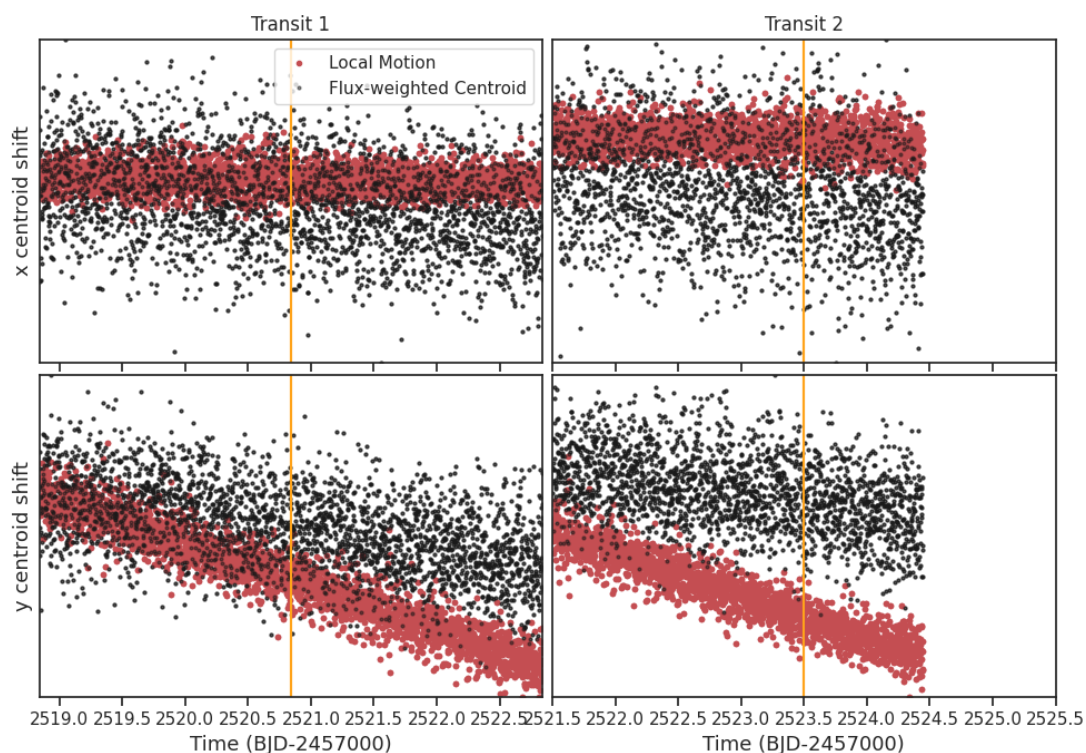 Transit 1 Transit 2
Local Motion
Flux-weighted Centroid
x centroid shift
y centroid shift
2519.0 2519.5 2520.0 2520.5 2521.0 2521.5 2522.0 2522.5 2521.5 2522.0 2522.5 2523.0 2523.5 2524.0 2524.5 2525.0 2525.5
Time (BJD-2457000) Time (BJD-2457000)